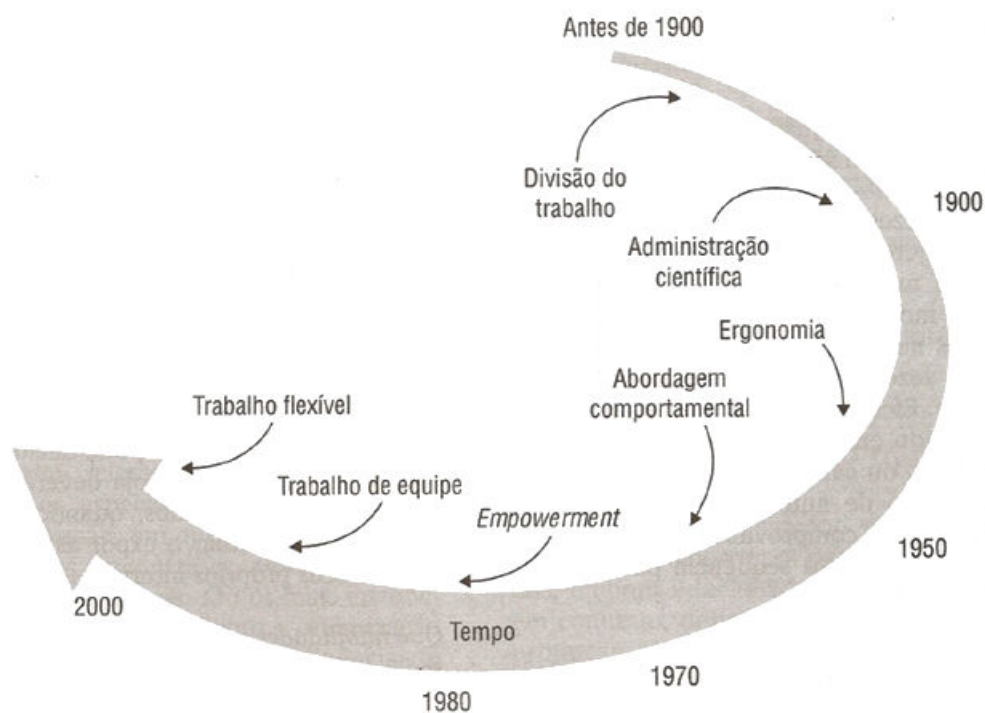 Antes de 1900
Divisão do
trabalho
1900
Administração
científica
Ergonomia
Abordagem
comportamental
Trabalho flexível
Trabalho de equipe
Empowerment
1950
2000
Tempo
1970
1980